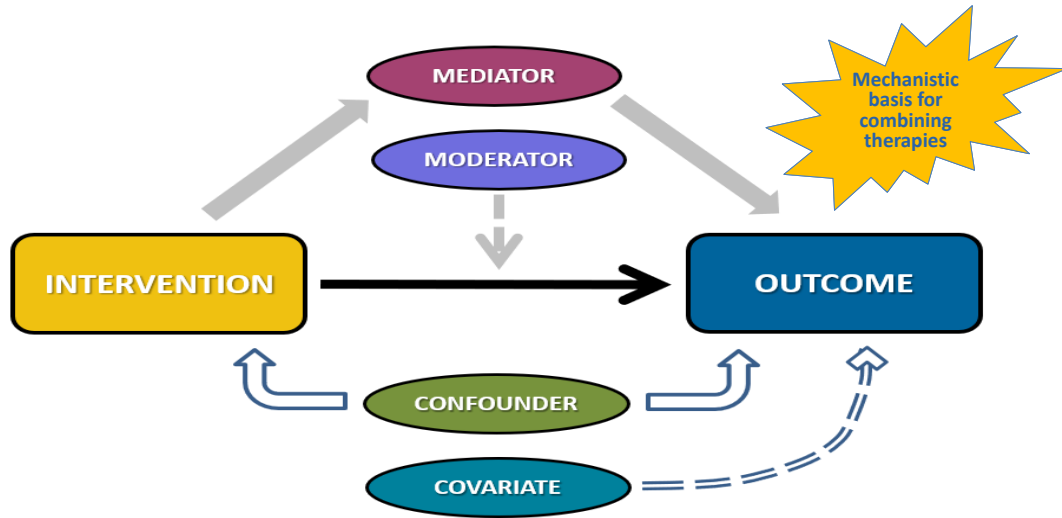 MEDIATOR
Mechanistic
basis for
combining
therapies
MODERATOR
INTERVENTION
OUTCOME
CONFOUNDER
COVARIATE